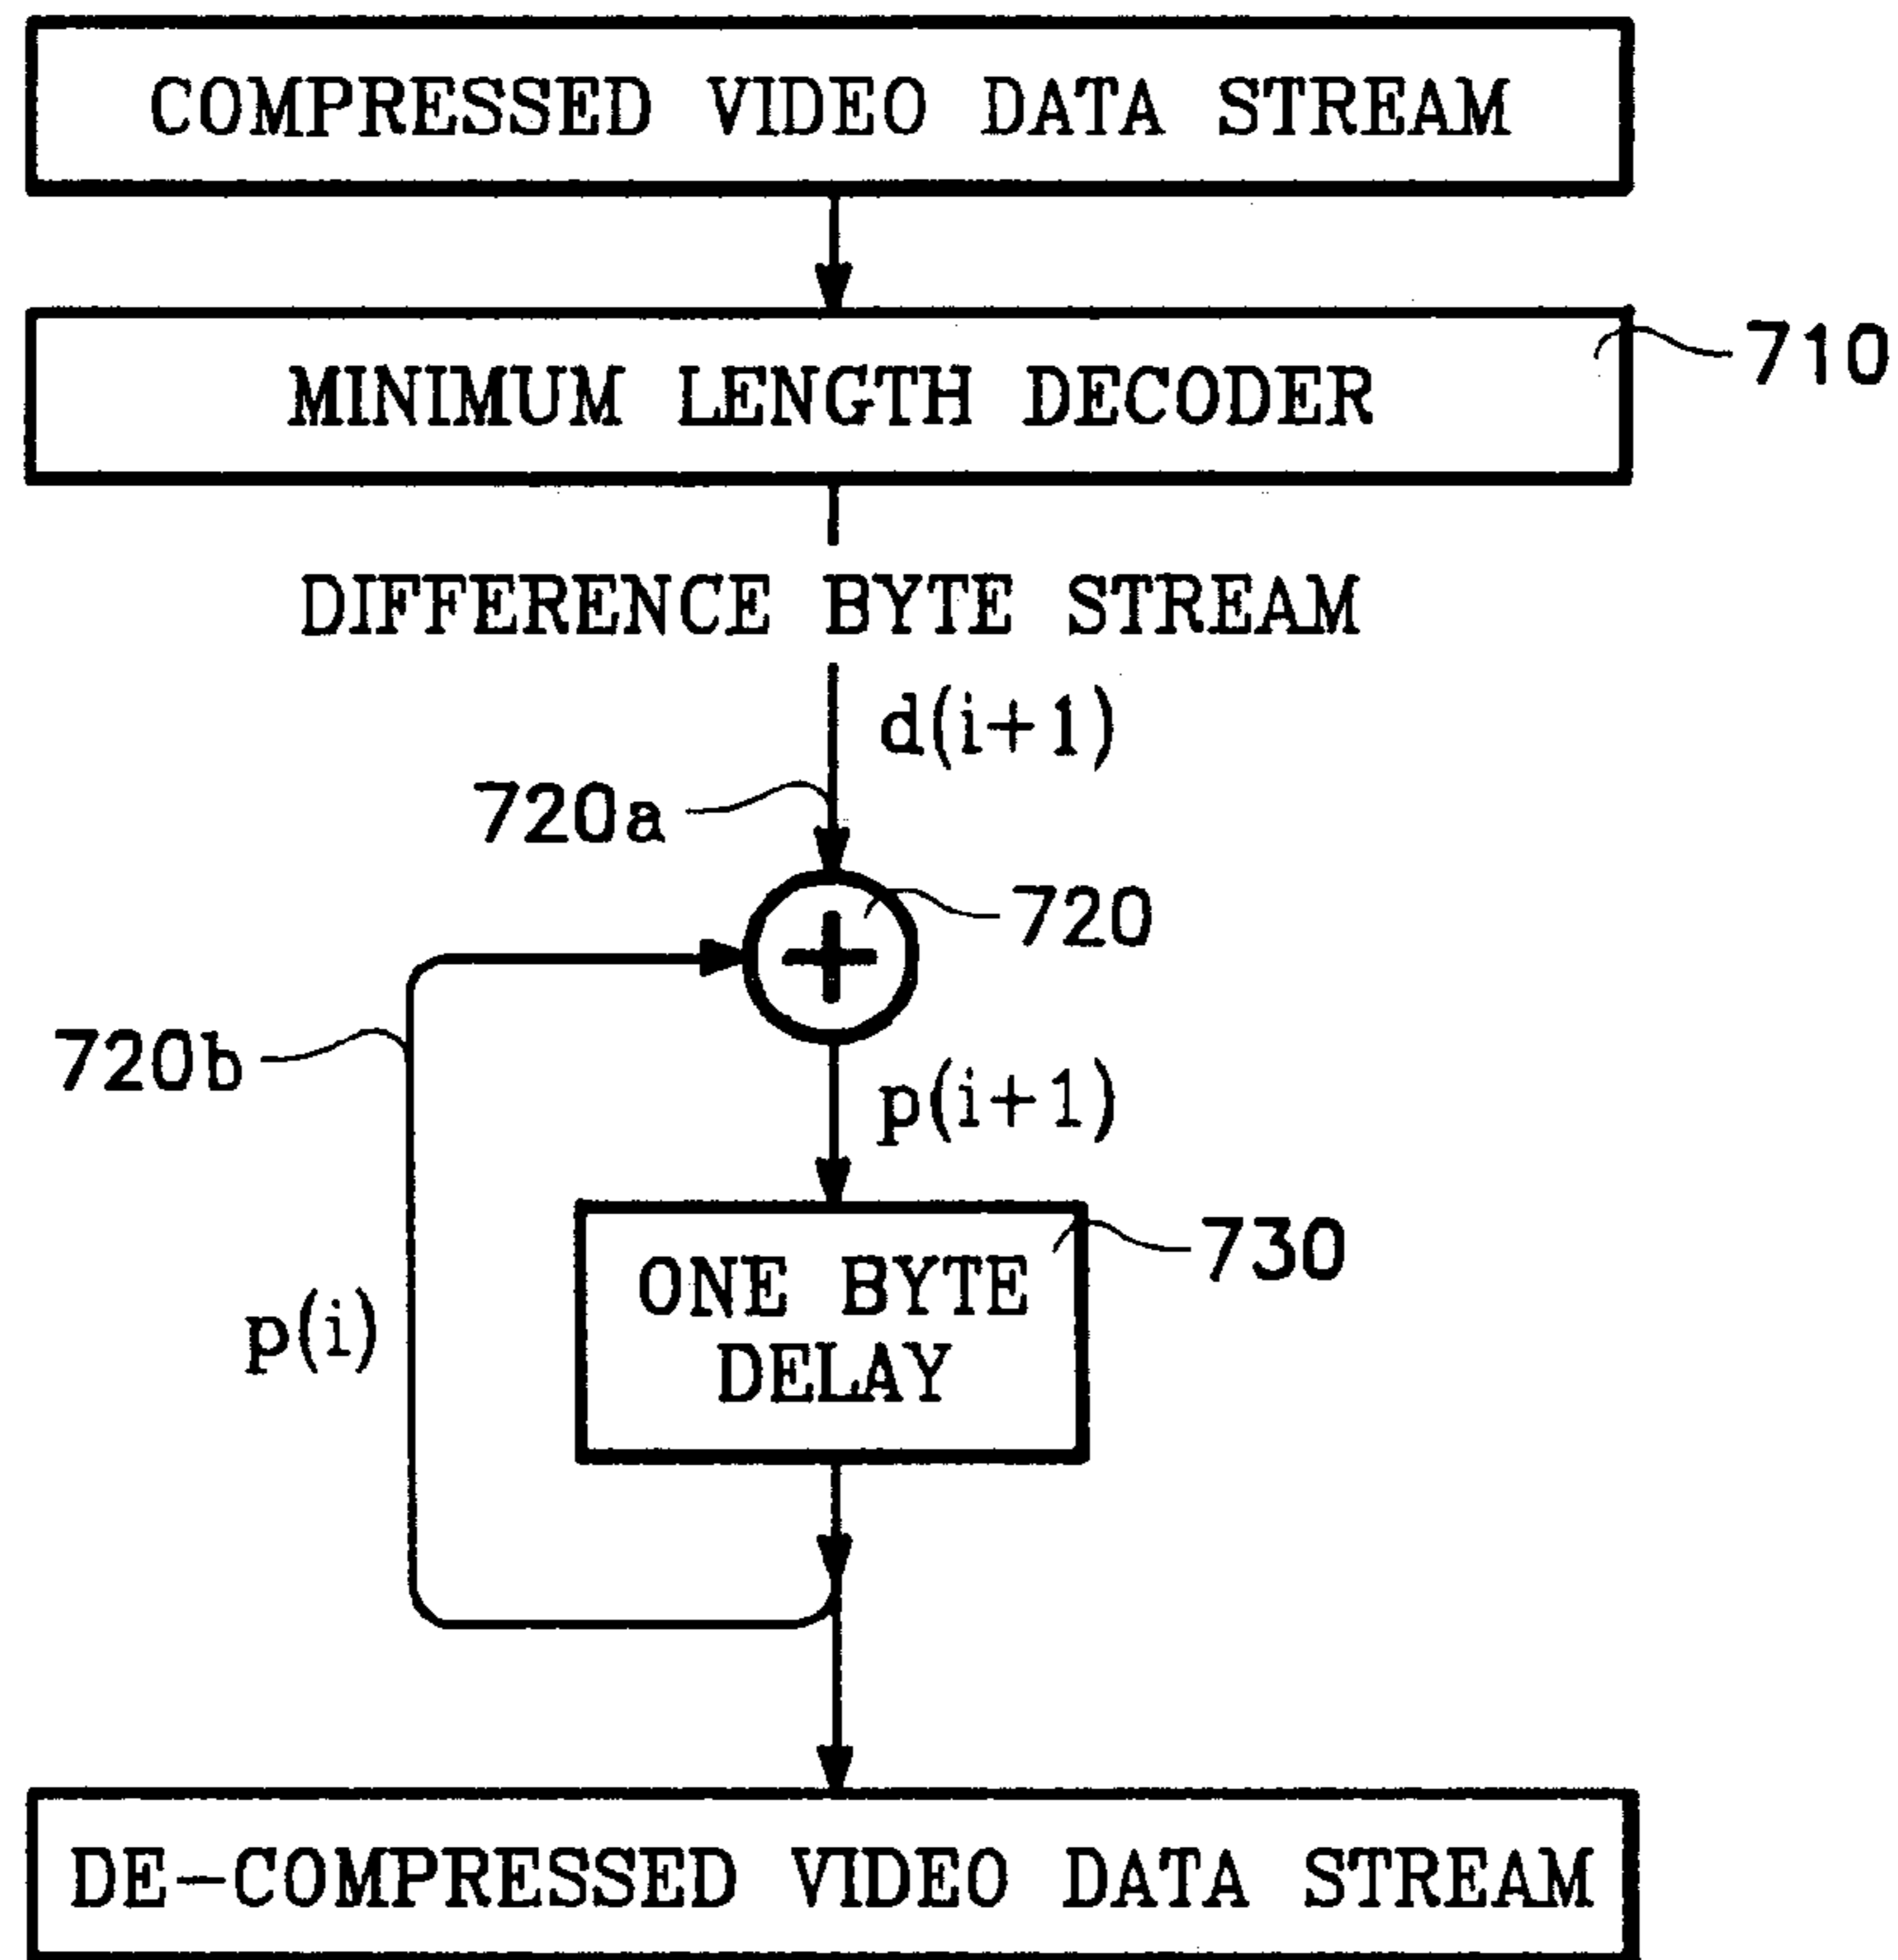 COMPRESSED VIDEO DATA STREAM
MINIMUM LENGTH DECODER
710
DIFFERENCE BYTE STREAM
d(i+1)
720a
720
720b
p(i+1)
730
ONE BYTE
DELAY
p(i)
DE-COMPRESSED VIDEO DATA STREAM